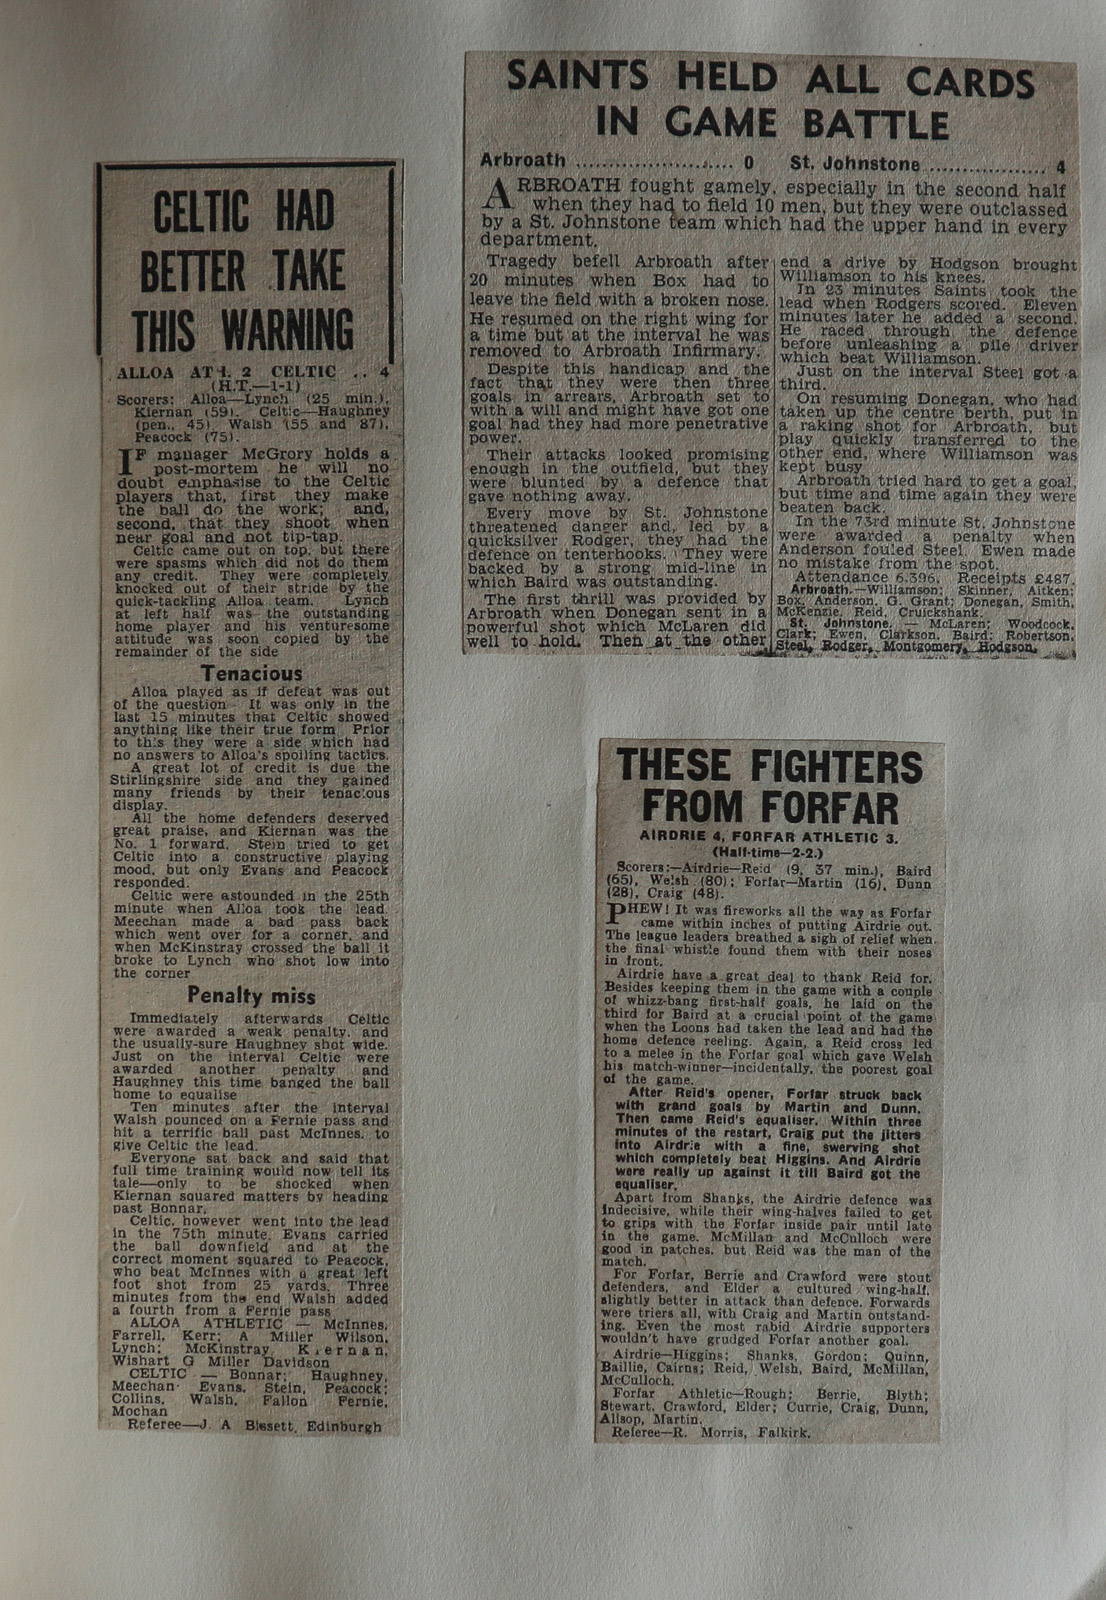 CELTIC HAD
BETTER TAKE
THIS WARNING
ALLOA ATH. 2 CELTIC .. 4
(H.T.—1-1)
Scorers: Alloa—Lynch (25 min.),
Kiernan (59). Celtic—Haughney
(pen., 45), Walsh (55 and 87),
Peacock (75).
IF manager McGrory holds a
post-mortem he will no
doubt emphasise to the Celtic
players that, first they make
the ball do the work; and,
second, that they shoot when
near goal and not tip-tap.
Celtic came out on top, but there
were spasms which did not do them
any credit. They were completely
knocked out of their stride by the
quick-tackling Alloa team. Lynch
at left half was the outstanding
home player and his venturesome
attitude was soon copied by the
remainder of the side
Tenacious
Alloa played as if defeat was out
of the question It was only in the
last 15 minutes that Celtic showed
anything like their true form. Prior
to this they were a side which had
no answers to Alloa's spoiling tactics.
A great lot of credit is due the
Stirlingshire side and they gained
many friends by their tenacious
display.
All the home defenders deserved
great praise, and Kiernan was the
No. 1 forward. Stein tried to get
Celtic into a constructive playing
mood, but only Evans and Peacock
responded.
Celtic were astounded in the 25th
minute when Alloa took the lead.
Meechan made a bad pass back
which went over for a corner, and
when McKinstray crossed the ball it
broke to Lynch who shot low into
the corner
Penalty miss
Immediately afterwards Celtic
were awarded a weak penalty, and
the usually-sure Haughney shot wide.
Just on the interval Celtic were
awarded another penalty and
Haughney this time banged the ball
home to equalise
Ten minutes after the interval
Walsh pounced on a Fernie pass and
hit a terrific ball past McInnes, to
give Celtic the lead.
Everyone sat back and said that
full time training would now tell its
tale—only to be shocked when
Kiernan squared matters by heading
past Bonnar.
Celtic, however went into the lead
in the 75th minute. Evans carried
the ball downfield and at the
correct moment squared to Peacock,
who beat McInnes with a great left
foot shot from 25 yards. Three
minutes from the end Walsh added
a fourth from a Fernie pass
ALLOA ATHLETIC — McInnes,
Farrell, Kerr; A Miller Wilson,
Lynch; McKinstray, Kiernan,
Wishart G Miller Davidson
CELTIC — Bonnar; Haughney,
Meechan Evans, Stein, Peacock;
Collins, Walsh, Fallon Fernie,
Mochan
Referee—J. A Bissett, Edinburgh
SAINTS HELD ALL CARDS
IN GAME BATTLE
Arbroath ...................... 0 St. Johnstone .................. 4
ARBROATH fought gamely, especially in the second half
when they had to field 10 men, but they were outclassed
by a St. Johnstone team which had the upper hand in every
department.
Tragedy befell Arbroath after
20 minutes when Box had to
leave the field with a broken nose.
He resumed on the right wing for
a time but at the interval he was
removed to Arbroath Infirmary.
Despite this handicap and the
fact that they were then three
goals in arrears, Arbroath set to
with a will and might have got one
goal had they had more penetrative
power.
Their attacks looked promising
enough in the outfield, but they
were blunted by a defence that
gave nothing away.
Every move by St. Johnstone
threatened danger and, led by a
quicksilver Rodger, they had the
defence on tenterhooks. They were
backed by a strong mid-line in
which Baird was outstanding.
The first thrill was provided by
Arbroath when Donegan sent in a
powerful shot which McLaren did
well to hold. Then at the other
end a drive by Hodgson brought
Williamson to his knees.
In 23 minutes Saints took the
lead when Rodgers scored. Eleven
minutes later he added a second.
He raced through the defence
before unleashing a pile driver
which beat Williamson.
Just on the interval Steel got a
third.
On resuming Donegan, who had
taken up the centre berth, put in
a raking shot for Arbroath, but
play quickly transferred to the
other end, where Williamson was
kept busy
Arbroath tried hard to get a goal,
but time and time again they were
beaten back.
In the 73rd minute St. Johnstone
were awarded a penalty when
Anderson fouled Steel. Ewen made
no mistake from the spot.
Attendance 6,396. Receipts £487.
Arbroath.—Williamson; Skinner, Aitken;
Box, Anderson, G. Grant; Donegan, Smith,
McKenzie, Reid, Cruickshank
St. Johnstone. — McLaren; Woodcock,
Clark; Ewen, Clarkson, Baird; Robertson,
Steel, Rodger, Montgomery, Hodgson.
THESE FIGHTERS
FROM FORFAR
AIRDRIE 4, FORFAR ATHLETIC 3.
(Half-time—2-2.)
Scorers:—Airdrie—Reid (9, 37 min.), Baird
(65), Welsh (80); Forfar—Martin (16), Dunn
(28), Craig (48).
PHEW! It was fireworks all the way as Forfar
came within inches of putting Airdrie out.
The league leaders breathed a sigh of relief when
the final whistle found them with their noses
in front.
Airdrie have a great deal to thank Reid for.
Besides keeping them in the game with a couple
of whizz-bang first-half goals, he laid on the
third for Baird at a crucial point of the game
when the Loons had taken the lead and had the
home defence reeling. Again, a Reid cross led
to a melee in the Forfar goal which gave Welsh
his match-winner—incidentally, the poorest goal
of the game.
After Reid's opener, Forfar struck back
with grand goals by Martin and Dunn.
Then came Reid's equaliser. Within three
minutes of the restart, Craig put the jitters
into Airdrie with a fine, swerving shot
which completely beat Higgins. And Airdrie
were really up against it till Baird got the
equaliser.
Apart from Shanks, the Airdrie defence was
indecisive, while their wing-halves failed to get
to grips with the Forfar inside pair until late
in the game. McMillan and McCulloch were
good in patches, but Reid was the man of the
match.
For Forfar, Berrie and Crawford were stout
defenders, and Elder a cultured wing-half,
slightly better in attack than defence. Forwards
were triers all, with Craig and Martin outstand-
ing. Even the most rabid Airdrie supporters
wouldn't have grudged Forfar another goal.
Airdrie—Higgins; Shanks, Gordon; Quinn,
Baillie, Cairns; Reid, Welsh, Baird, McMillan,
McCulloch.
Forfar Athletic—Rough; Berrie, Blyth;
Stewart, Crawford, Elder; Currie, Craig, Dunn,
Allsop, Martin.
Referee—R. Morris, Falkirk.